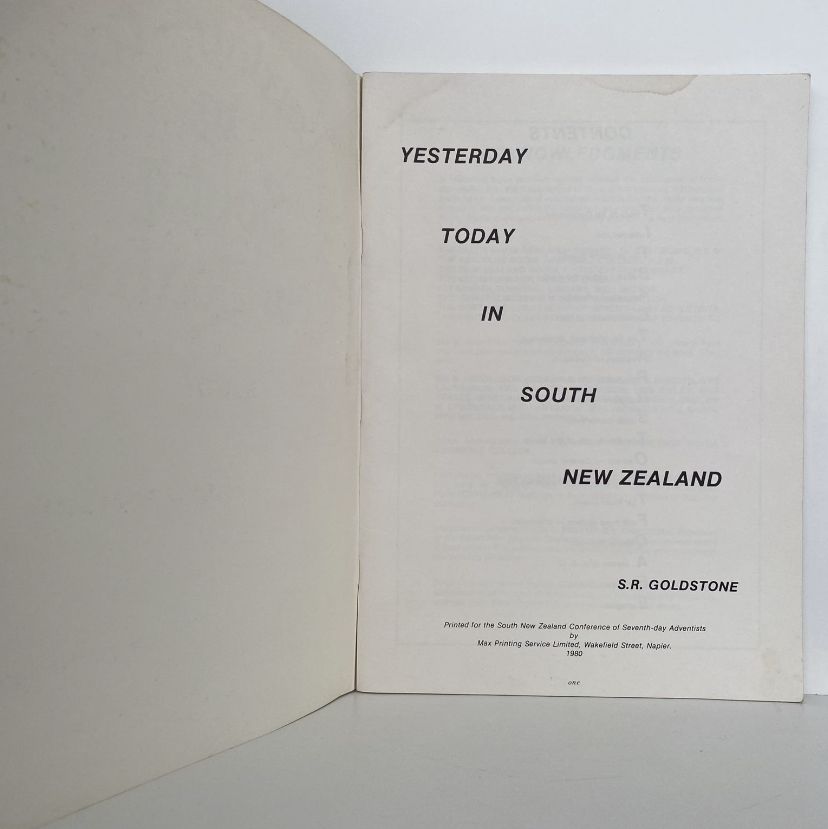 YESTERDAY
TODAY
IN
SOUTH
NEW ZEALAND
S.R. GOLDSTONE
Printed for the South New Zealand Conference of Seventh-day Adventists
by
Max Printing Service Limited, Wakefield Street, Napier.
1980
one